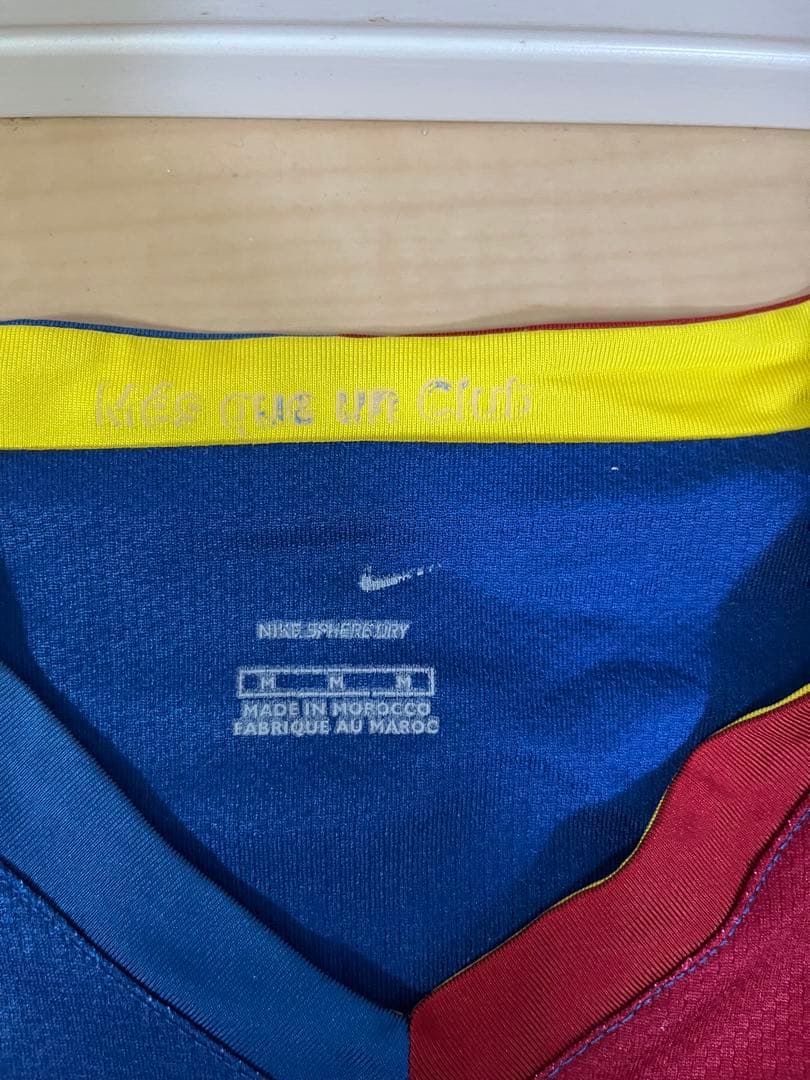 Més que un Club
NIKE SPHERE DRY
M M M
MADE IN MOROCCO
FABRIQUE AU MAROC